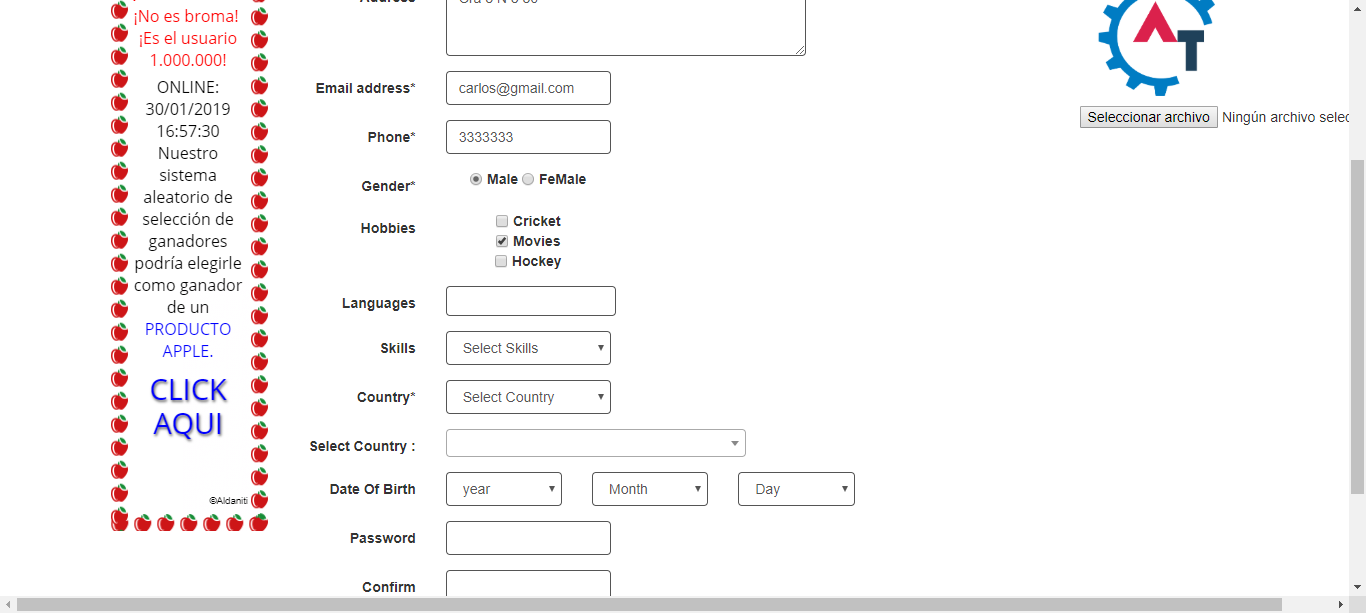 ¡No es broma!
¡Es el usuario
1.000.000!
ONLINE:
30/01/2019
16:57:30
Nuestro
sistema
aleatorio de
selección de
ganadores
podría elegirle
como ganador
de un
PRODUCTO
APPLE.
CLICK
AQUI
©Aldaniti
Email address*
carlos@gmail.com
Phone*
3333333
Gender*
Male FeMale
Hobbies
Cricket
Movies
Hockey
Languages
Skills
Select Skills
Country*
Select Country
Select Country :
Date Of Birth
year
Month
Day
Password
Confirm
AT
Seleccionar archivo Ningún archivo selec